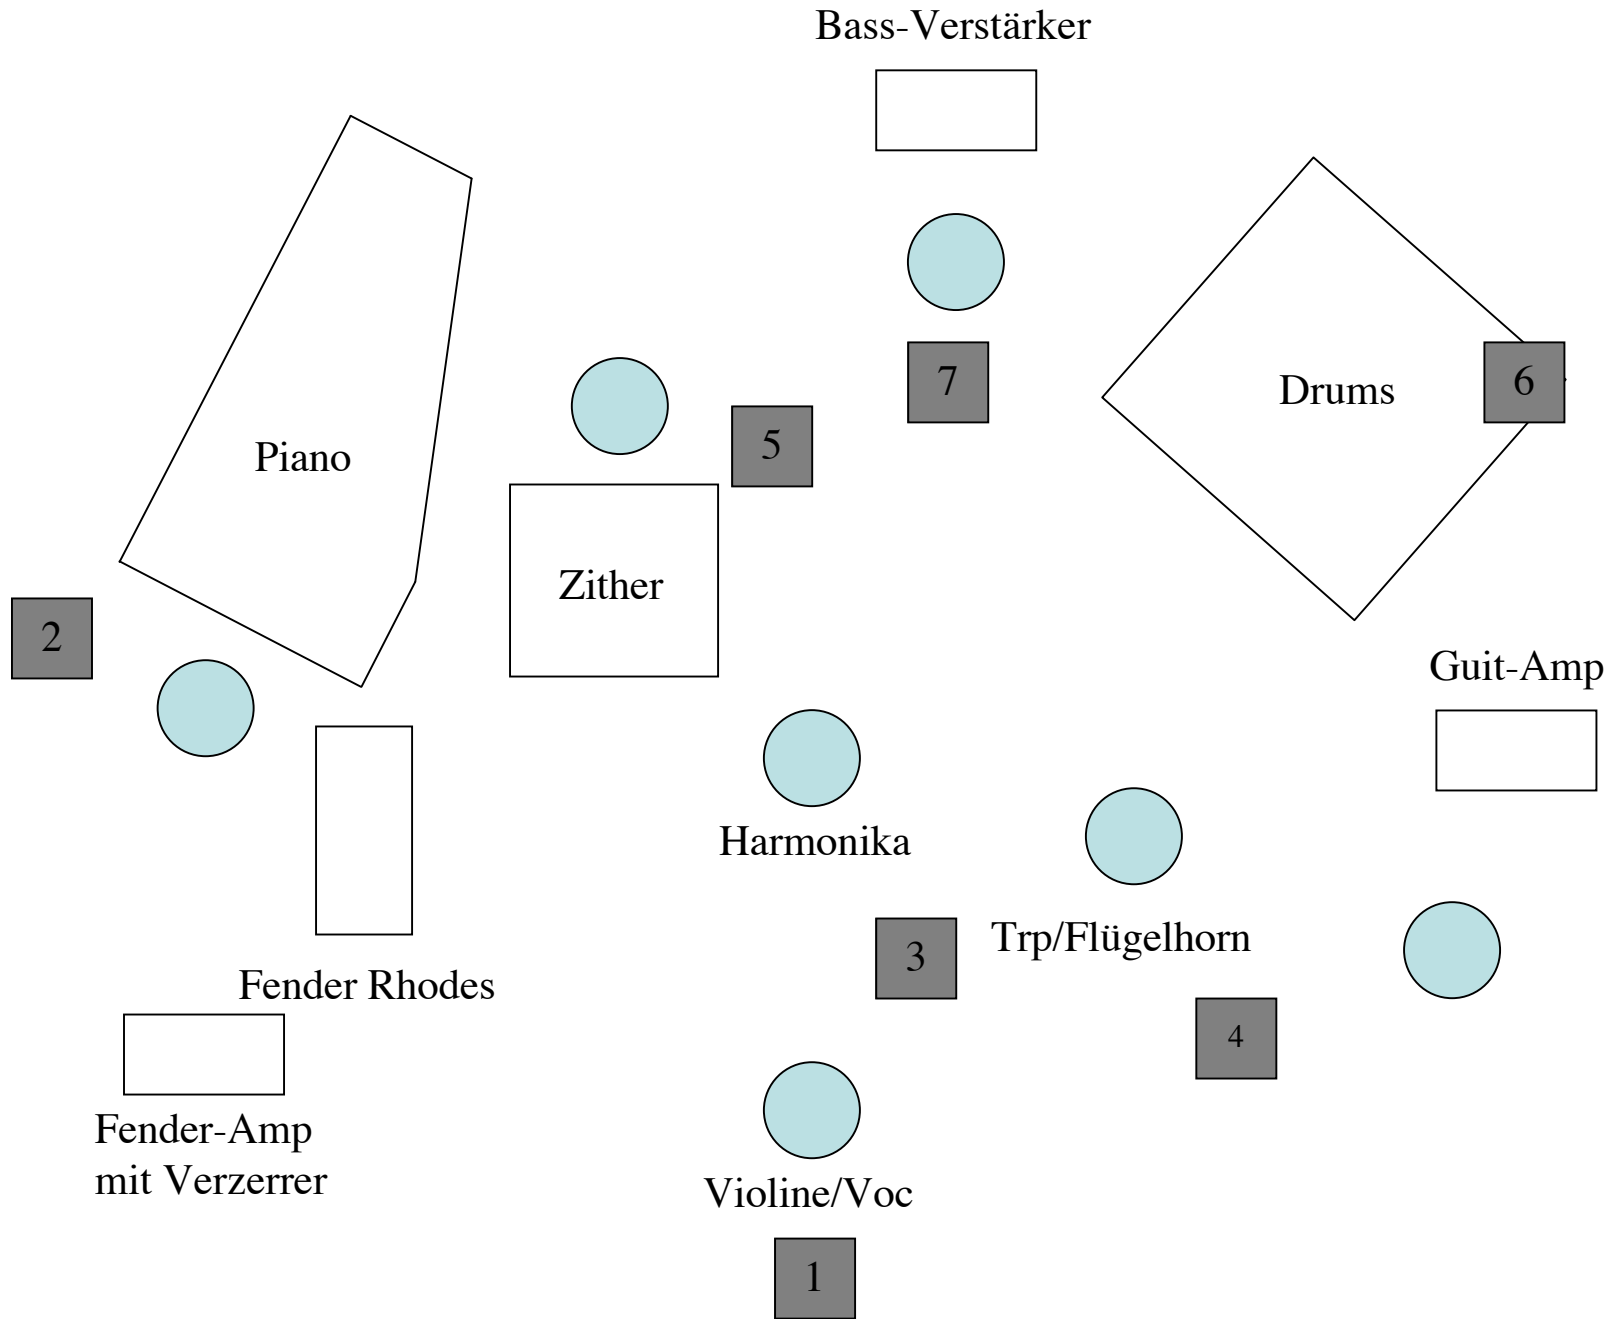 Bass-Verstärker
7
6
Drums
5
Piano
Zither
2
Guit-Amp
Harmonika
3
Trp/Flügelhorn
Fender Rhodes
4
Fender-Amp
mit Verzerrer
Violine/Voc
1